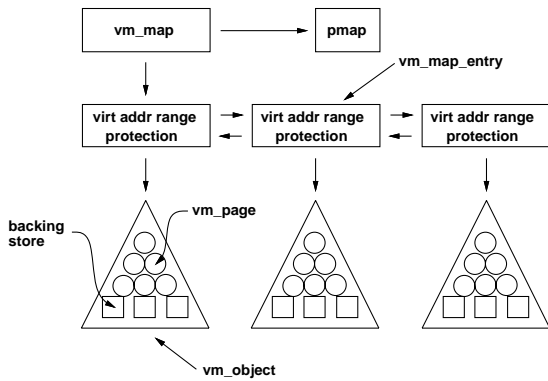 vm_map
pmap
vm_map_entry
virt addr range
protection
virt addr range
protection
virt addr range
protection
backing
store
vm_page
vm_object